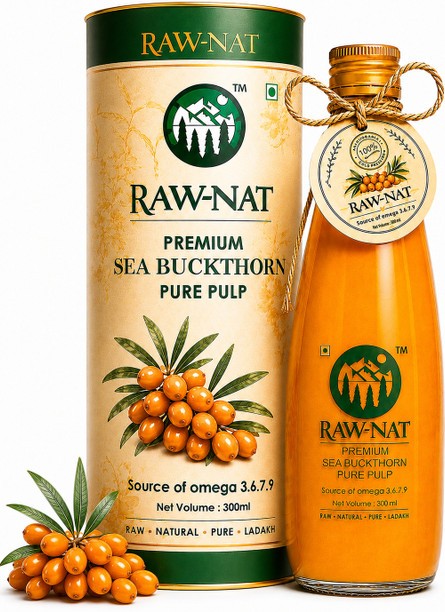 RAW-NAT
TM
RAW-NAT
PREMIUM
SEA BUCKTHORN
PURE PULP
Source of omega 3.6.7.9
Net Volume : 300ml
RAW • NATURAL • PURE • LADAKH
100%
RAW-NAT
Source of omega 3.6.7.9
TM
RAW-NAT
PREMIUM
SEA BUCKTHORN
PURE PULP
Source of omega 3.6.7.9
Net Volume : 300ml
RAW • NATURAL • PURE • LADAKH